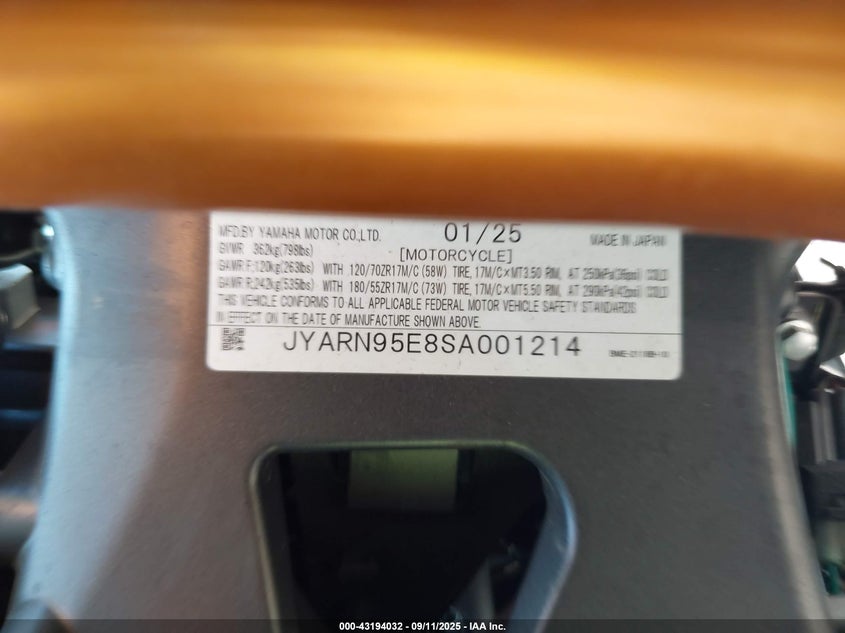 MFD.BY YAMAHA MOTOR CO.,LTD. 01/25 MADE IN JAPAN
GVWR 362kg(798lbs) [MOTORCYCLE]
GAWR F;120kg(263lbs) WITH 120/70ZR17M/C (58W) TIRE, 17M/C×MT3.50 RIM, AT 250kPa(36psi) COLD
GAWR R;242kg(535lbs) WITH 180/55ZR17M/C (73W) TIRE, 17M/C×MT5.50 RIM, AT 290kPa(42psi) COLD
THIS VEHICLE CONFORMS TO ALL APPLICABLE FEDERAL MOTOR VEHICLE SAFETY STANDARDS
IN EFFECT ON THE DATE OF MANUFACTURE SHOWN ABOVE.
JYARN95E8SA001214
000-43194032 - 09/11/2025 - IAA Inc.